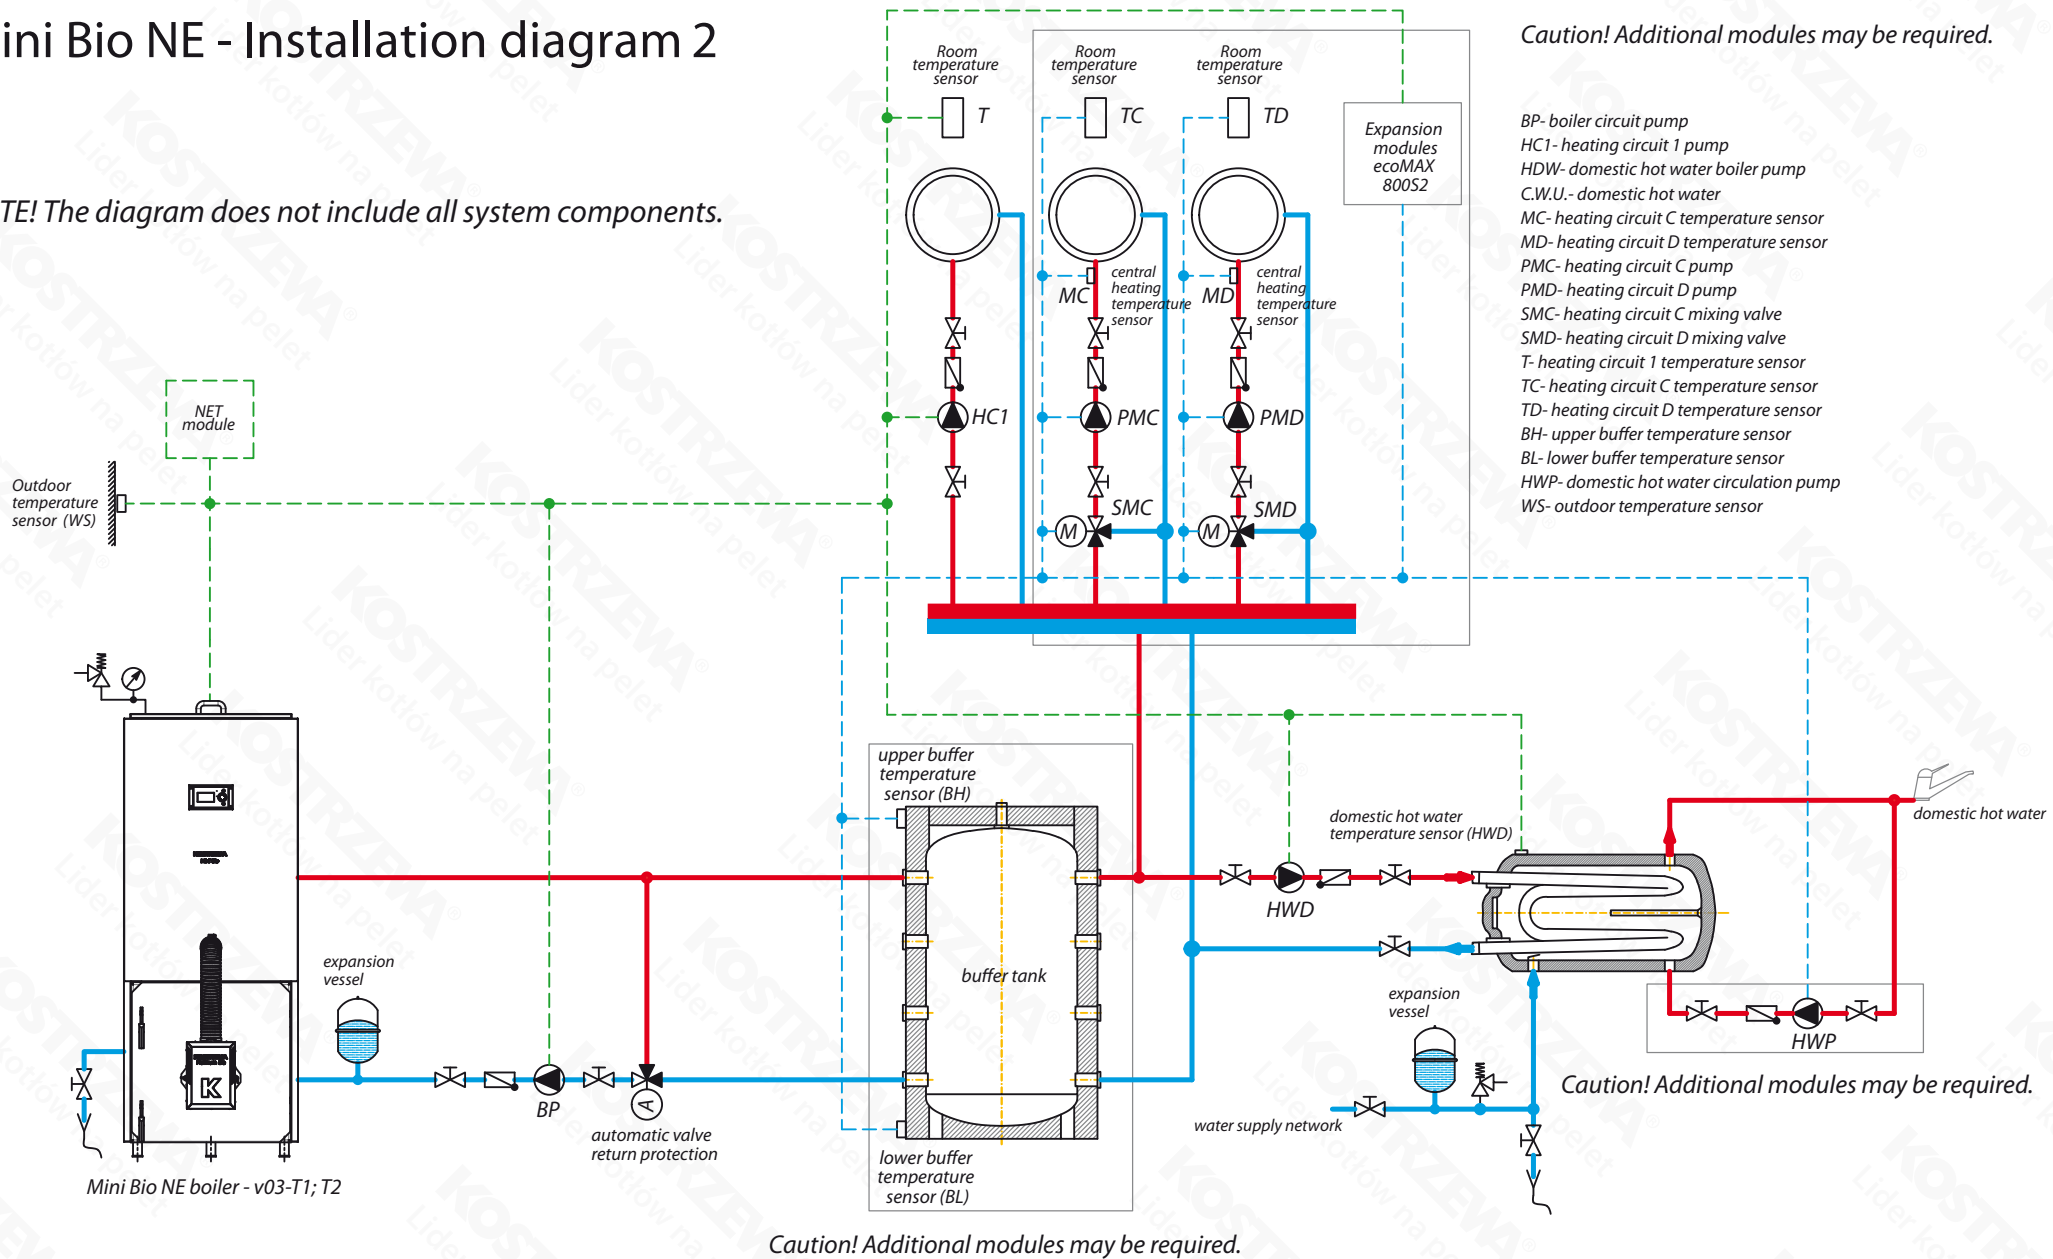 ini Bio NE - Installation diagram 2
TE! The diagram does not include all system components.
Caution! Additional modules may be required.
BP- boiler circuit pump
HC1- heating circuit 1 pump
HDW- domestic hot water boiler pump
C.W.U.- domestic hot water
MC- heating circuit C temperature sensor
MD- heating circuit D temperature sensor
PMC- heating circuit C pump
PMD- heating circuit D pump
SMC- heating circuit C mixing valve
SMD- heating circuit D mixing valve
T- heating circuit 1 temperature sensor
TC- heating circuit C temperature sensor
TD- heating circuit D temperature sensor
BH- upper buffer temperature sensor
BL- lower buffer temperature sensor
HWP- domestic hot water circulation pump
WS- outdoor temperature sensor
Room
temperature
sensor
T
Room
temperature
sensor
TC
Room
temperature
sensor
TD
Expansion
modules
ecoMAX
800S2
MC
central
heating
temperature
sensor
MD
central
heating
temperature
sensor
HC1
PMC
PMD
SMC
M
SMD
M
NET
module
Outdoor
temperature
sensor (WS)
upper buffer
temperature
sensor (BH)
buffer tank
lower buffer
temperature
sensor (BL)
Caution! Additional modules may be required.
expansion
vessel
BP
A
automatic valve
return protection
K
Mini Bio NE boiler - v03-T1; T2
domestic hot water
temperature sensor (HWD)
HWD
domestic hot water
HWP
Caution! Additional modules may be required.
expansion
vessel
water supply network
KOSTRZEWA®
Lider kotłów na pelet